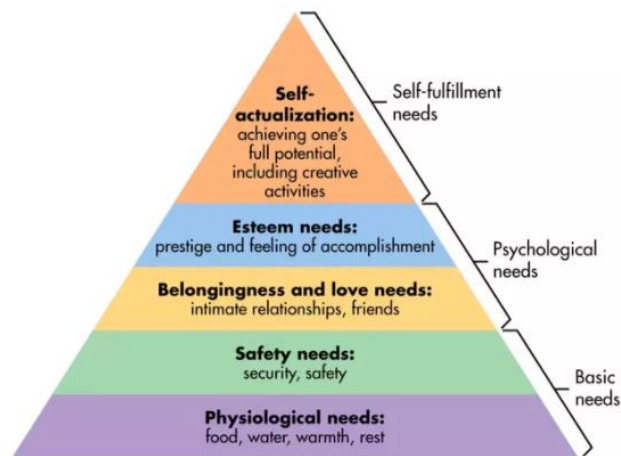 Self-
actualization:
achieving one's
full potential,
including creative
activities
Self-fulfillment
needs
Esteem needs:
prestige and feeling of accomplishment
Belongingness and love needs:
intimate relationships, friends
Psychological
needs
Safety needs:
security, safety
Physiological needs:
food, water, warmth, rest
Basic
needs